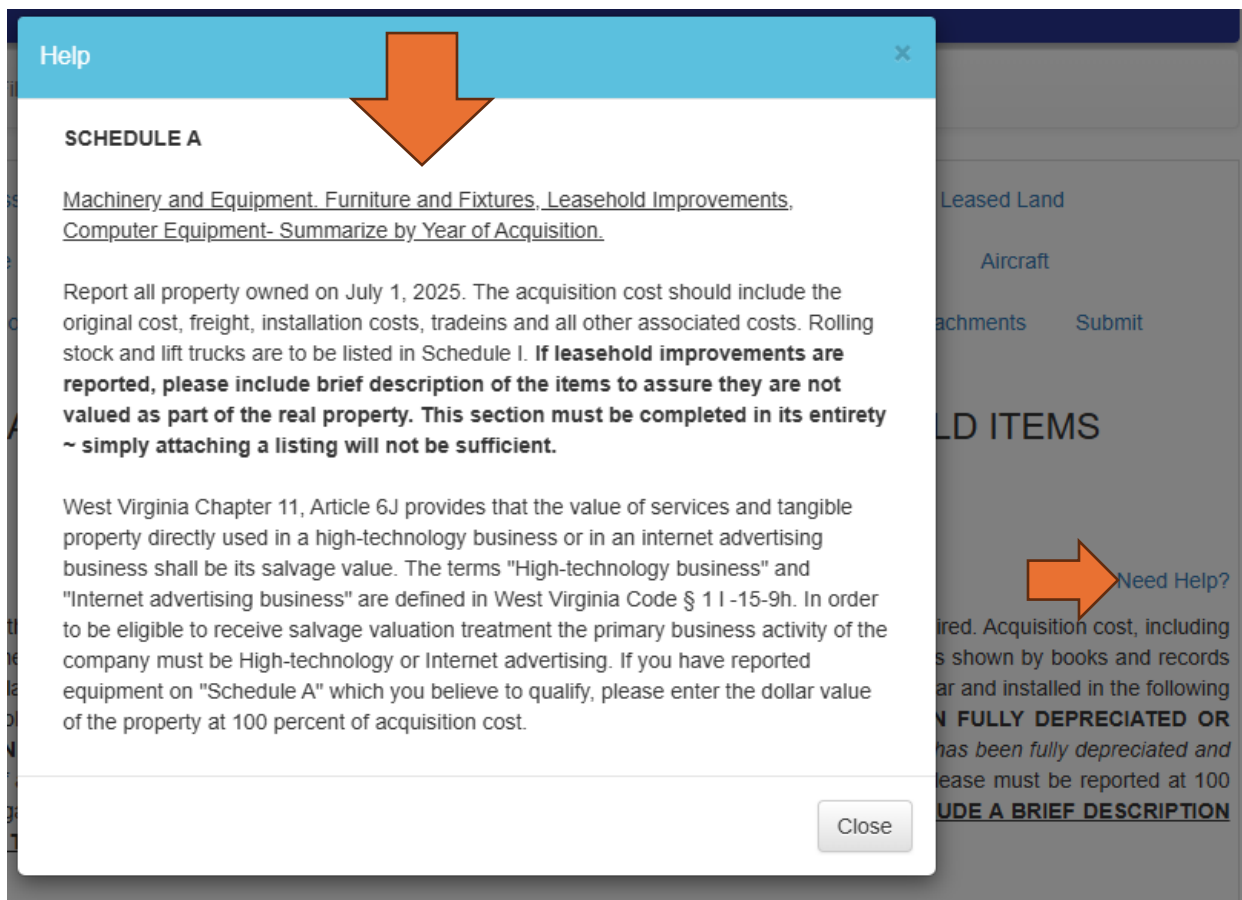 Help ×
SCHEDULE A
Machinery and Equipment. Furniture and Fixtures, Leasehold Improvements,
Computer Equipment- Summarize by Year of Acquisition.
Report all property owned on July 1, 2025. The acquisition cost should include the
original cost, freight, installation costs, tradeins and all other associated costs. Rolling
stock and lift trucks are to be listed in Schedule I. If leasehold improvements are
reported, please include brief description of the items to assure they are not
valued as part of the real property. This section must be completed in its entirety
~ simply attaching a listing will not be sufficient.
West Virginia Chapter 11, Article 6J provides that the value of services and tangible
property directly used in a high-technology business or in an internet advertising
business shall be its salvage value. The terms "High-technology business" and
"Internet advertising business" are defined in West Virginia Code § 1 I -15-9h. In order
to be eligible to receive salvage valuation treatment the primary business activity of the
company must be High-technology or Internet advertising. If you have reported
equipment on "Schedule A" which you believe to qualify, please enter the dollar value
of the property at 100 percent of acquisition cost.
Close
Leased Land
Aircraft
achments Submit
LD ITEMS
Need Help?
ired. Acquisition cost, including
s shown by books and records
ar and installed in the following
N FULLY DEPRECIATED OR
has been fully depreciated and
lease must be reported at 100
UDE A BRIEF DESCRIPTION